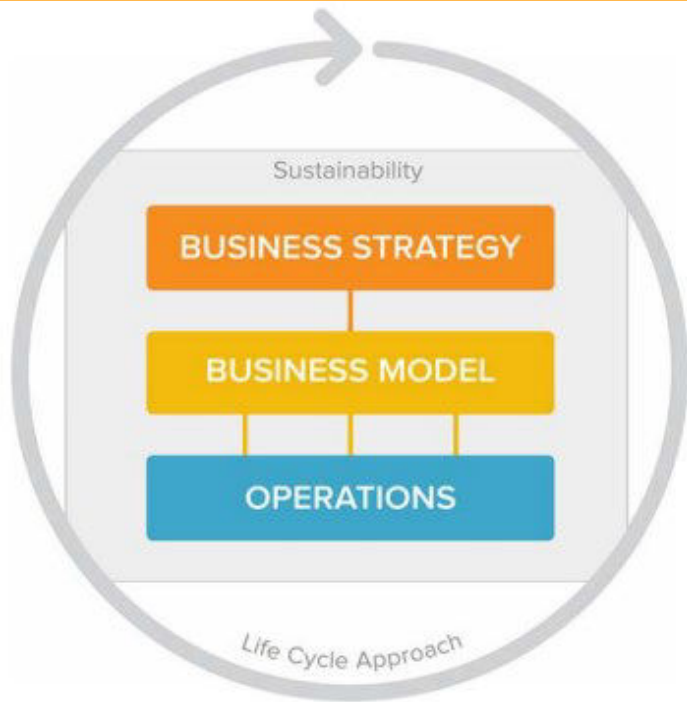 Sustainability
BUSINESS STRATEGY
BUSINESS MODEL
OPERATIONS
Life Cycle Approach